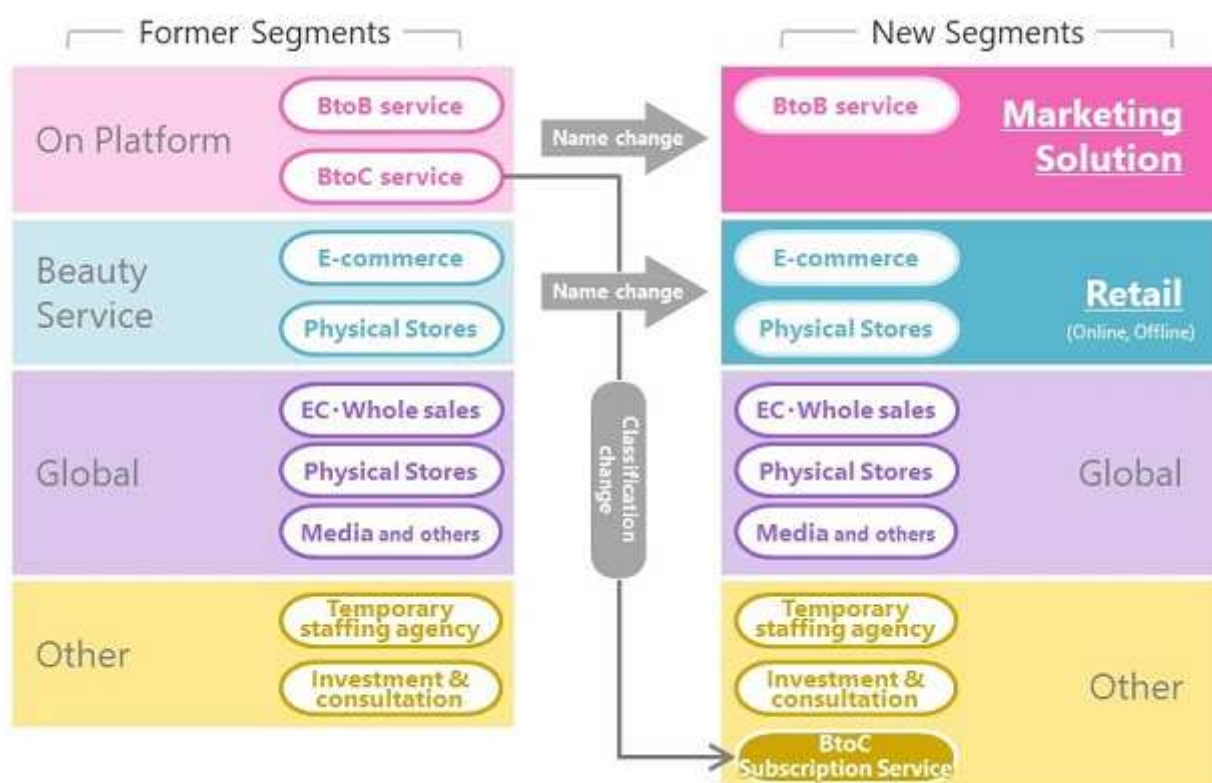 Former Segments
On Platform
BtoB service
BtoC service
Beauty
Service
E-commerce
Physical Stores
Global
EC・Whole sales
Physical Stores
Media and others
Other
Temporary
staffing agency
Investment &
consultation
Name change
Name change
Classification
change
New Segments
BtoB service
Marketing
Solution
E-commerce
Physical Stores
Retail
(Online, Offline)
EC・Whole sales
Physical Stores
Media and others
Global
Temporary
staffing agency
Investment &
consultation
BtoC
Subscription Service
Other